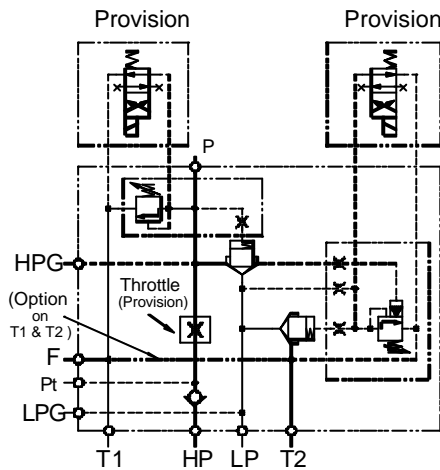 Provision
Provision
P
HPG
Throttle
(Provision)
(Option
on
T1 & T2 )
F
Pt
LPG
T1
HP
LP
T2